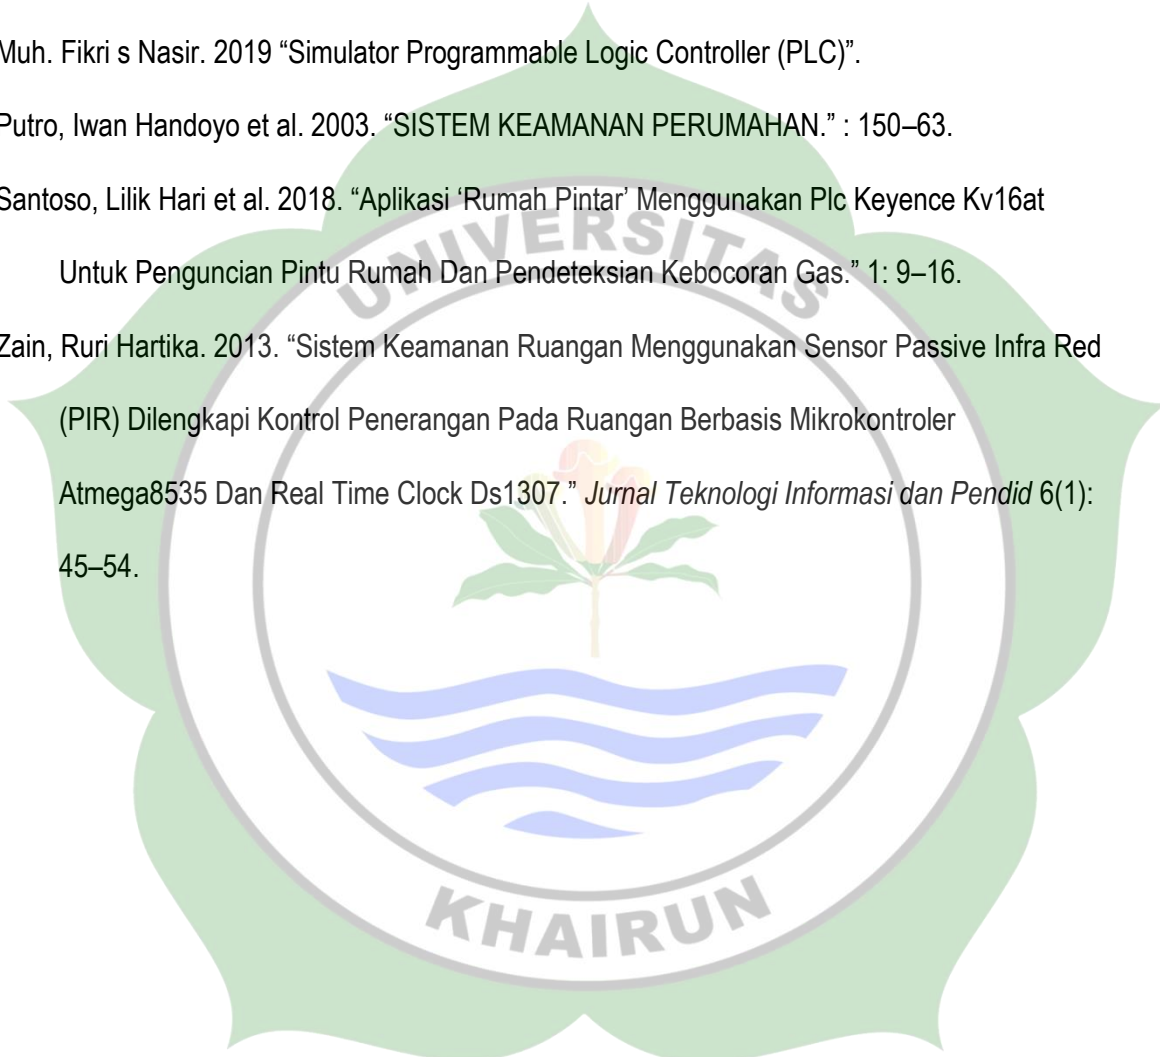 Muh. Fikri s Nasir. 2019 “Simulator Programmable Logic Controller (PLC)”.
Putro, Iwan Handoyo et al. 2003. “SISTEM KEAMANAN PERUMAHAN.” : 150–63.
Santoso, Lilik Hari et al. 2018. “Aplikasi ‘Rumah Pintar’ Menggunakan Plc Keyence Kv16at
Untuk Penguncian Pintu Rumah Dan Pendeteksian Kebocoran Gas.” 1: 9–16.
Zain, Ruri Hartika. 2013. “Sistem Keamanan Ruangan Menggunakan Sensor Passive Infra Red
(PIR) Dilengkapi Kontrol Penerangan Pada Ruangan Berbasis Mikrokontroler
Atmega8535 Dan Real Time Clock Ds1307.” Jurnal Teknologi Informasi dan Pendid 6(1):
45–54.
UNIVERSITAS
KHAIRUN